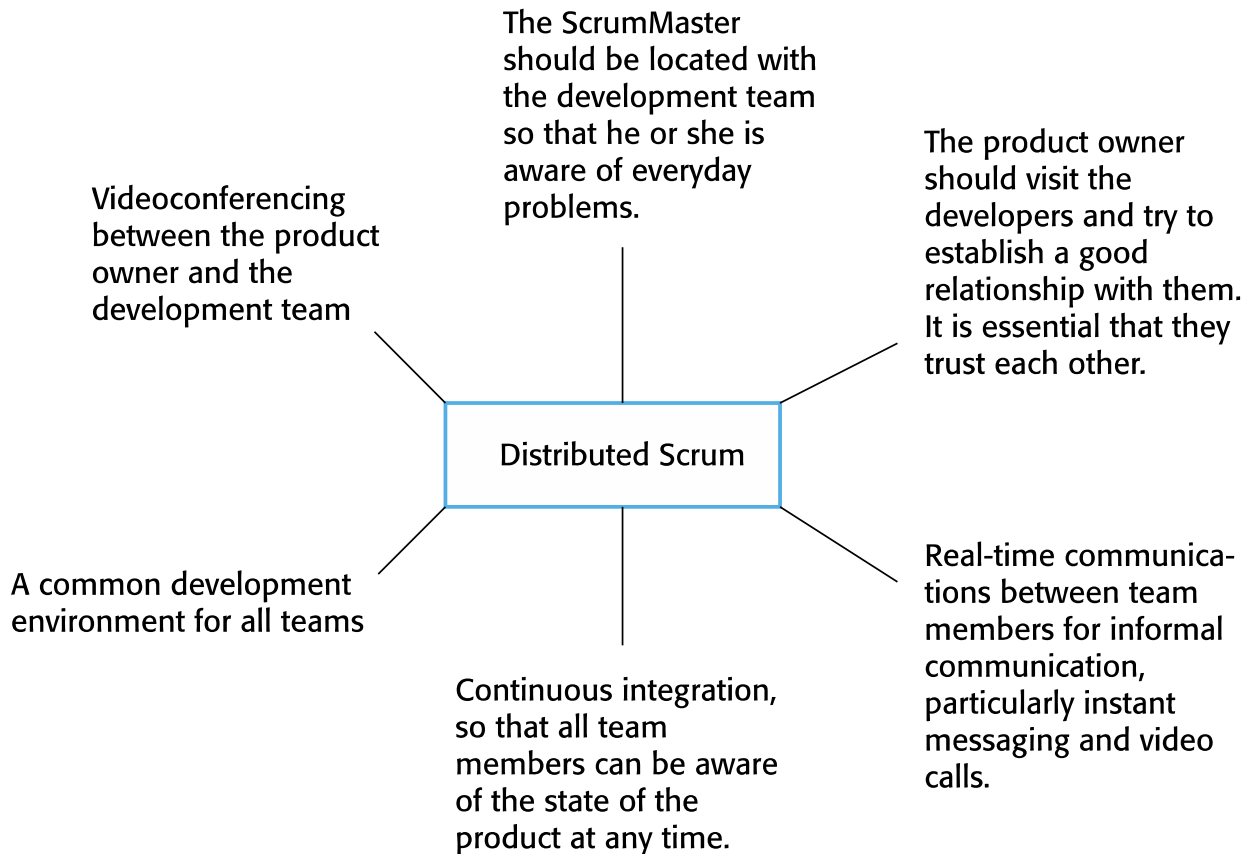 The ScrumMaster
should be located with
the development team
so that he or she is
aware of everyday
problems.
The product owner
should visit the
developers and try to
establish a good
relationship with them.
It is essential that they
trust each other.
Videoconferencing
between the product
owner and the
development team
Distributed Scrum
A common development
environment for all teams
Real-time communica-
tions between team
members for informal
communication,
particularly instant
messaging and video
calls.
Continuous integration,
so that all team
members can be aware
of the state of the
product at any time.